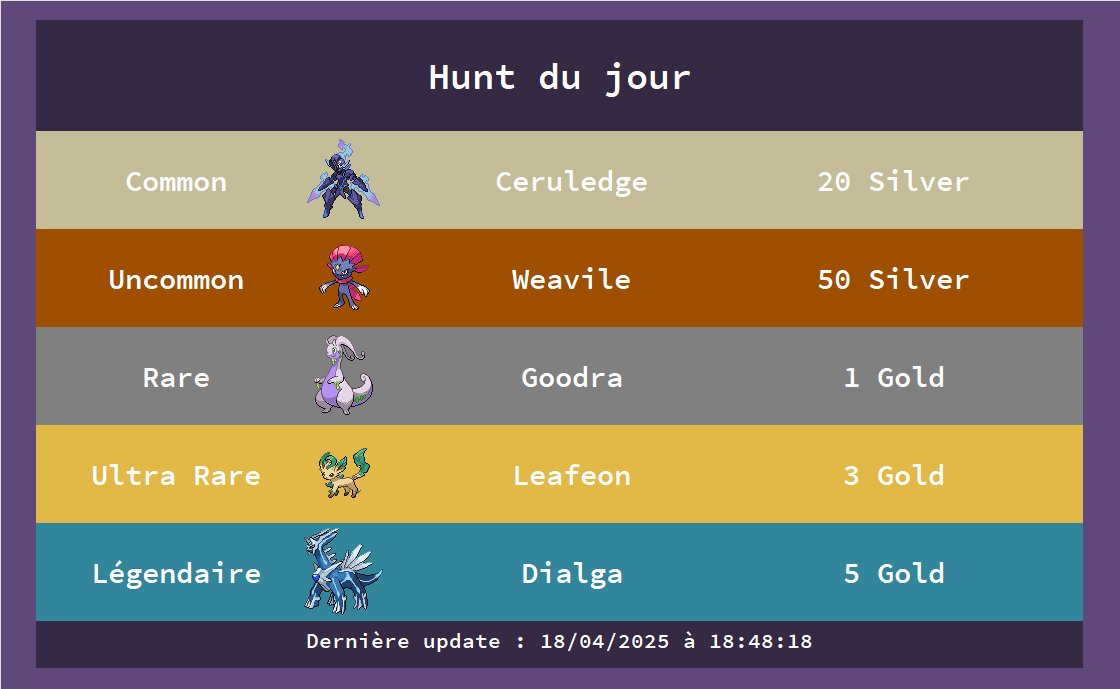 Hunt du jour
Common Ceruledge 20 Silver
Uncommon Weavile 50 Silver
Rare Goodra 1 Gold
Ultra Rare Leafeon 3 Gold
Légendaire Dialga 5 Gold
Dernière update : 18/04/2025 à 18:48:18